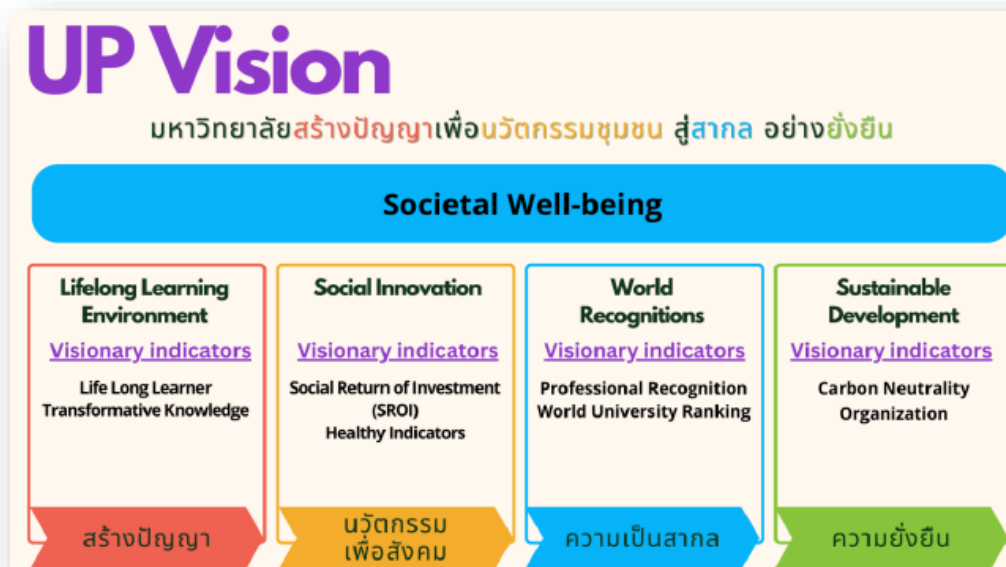 UP Vision
มหาวิทยาลัยสร้างปัญญาเพื่อนวัตกรรมชุมชน สู่สากล อย่างยั่งยืน
Societal Well-being
Lifelong Learning
Environment
Visionary indicators
Life Long Learner
Transformative Knowledge
สร้างปัญญา
Social Innovation
Visionary indicators
Social Return of Investment
(SROI)
Healthy Indicators
นวัตกรรม
เพื่อสังคม
World
Recognitions
Visionary indicators
Professional Recognition
World University Ranking
ความเป็นสากล
Sustainable
Development
Visionary indicators
Carbon Neutrality
Organization
ความยั่งยืน